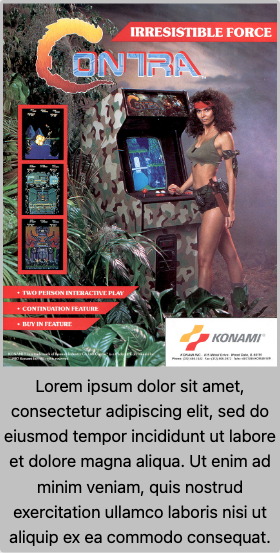 IRRESISTIBLE FORCE
CONTRA
• TWO PERSON INTERACTIVE PLAY
• CONTINUATION FEATURE
• BUY IN FEATURE
KONAMI
Lorem ipsum dolor sit amet,
consectetur adipiscing elit, sed do
eiusmod tempor incididunt ut labore
et dolore magna aliqua. Ut enim ad
minim veniam, quis nostrud
exercitation ullamco laboris nisi ut
aliquip ex ea commodo consequat.